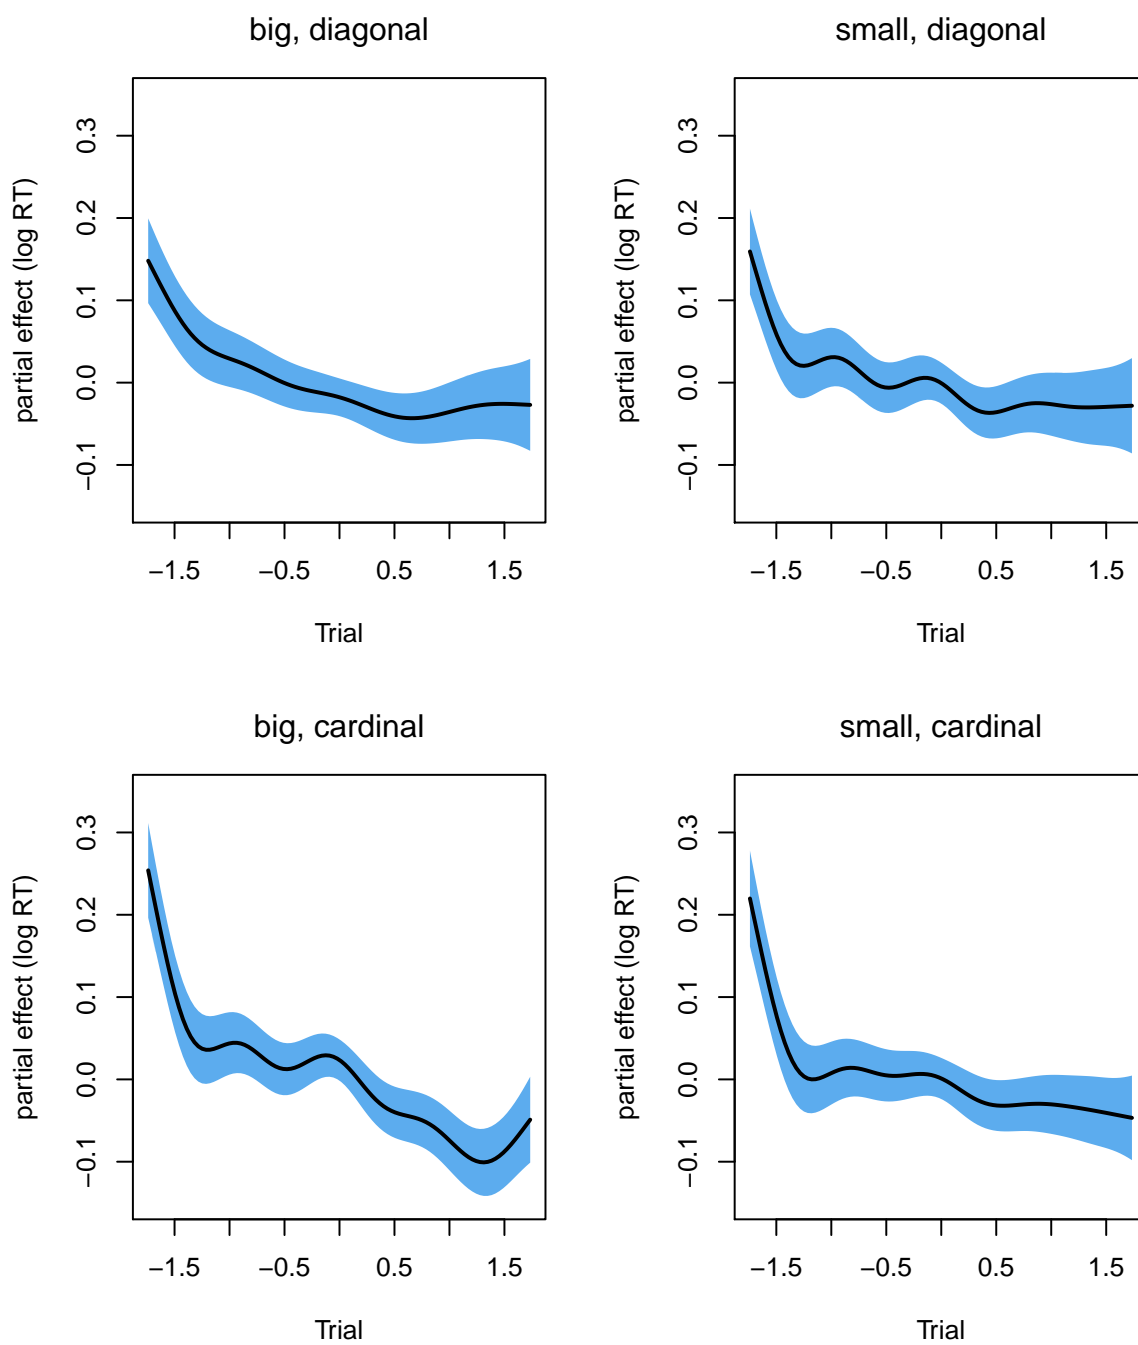 big, diagonal
partial effect (log RT)
0.3
0.2
0.1
0.0
−0.1
−1.5 −0.5 0.5 1.5
Trial
small, diagonal
partial effect (log RT)
0.3
0.2
0.1
0.0
−0.1
−1.5 −0.5 0.5 1.5
Trial
big, cardinal
partial effect (log RT)
0.3
0.2
0.1
0.0
−0.1
−1.5 −0.5 0.5 1.5
Trial
small, cardinal
partial effect (log RT)
0.3
0.2
0.1
0.0
−0.1
−1.5 −0.5 0.5 1.5
Trial